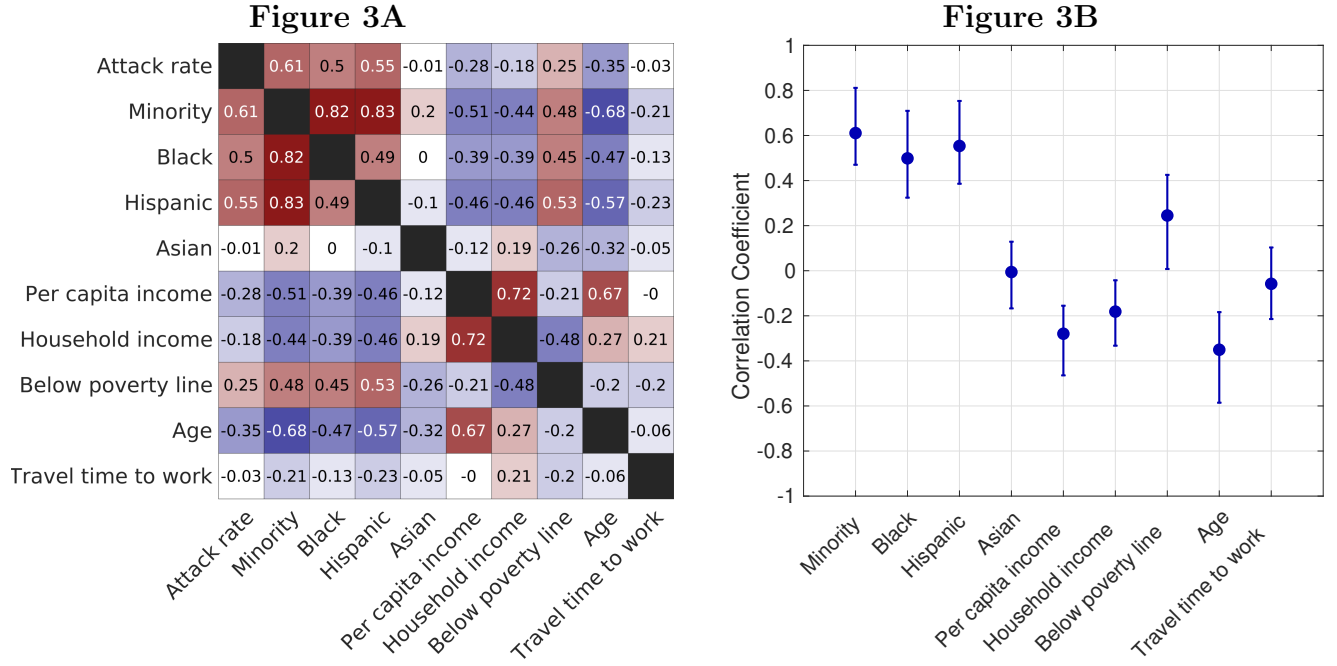 Figure 3A
Attack rate 0.61 0.5 0.55 -0.01 -0.28 -0.18 0.25 -0.35 -0.03
Minority 0.61 0.82 0.83 0.2 -0.51 -0.44 0.48 -0.68 -0.21
Black 0.5 0.82 0.49 0 -0.39 -0.39 0.45 -0.47 -0.13
Hispanic 0.55 0.83 0.49 -0.1 -0.46 -0.46 0.53 -0.57 -0.23
Asian -0.01 0.2 0 -0.1 -0.12 0.19 -0.26 -0.32 -0.05
Per capita income -0.28 -0.51 -0.39 -0.46 -0.12 0.72 -0.21 0.67 -0
Household income -0.18 -0.44 -0.39 -0.46 0.19 0.72 -0.48 0.27 0.21
Below poverty line 0.25 0.48 0.45 0.53 -0.26 -0.21 -0.48 -0.2 -0.2
Age -0.35 -0.68 -0.47 -0.57 -0.32 0.67 0.27 -0.2 -0.06
Travel time to work -0.03 -0.21 -0.13 -0.23 -0.05 -0 0.21 -0.2 -0.06
Attack rate
Minority
Black
Hispanic
Asian
Per capita income
Household income
Below poverty line
Age
Travel time to work
Figure 3B
Correlation Coefficient
1
0.8
0.6
0.4
0.2
0
-0.2
-0.4
-0.6
-0.8
-1
Minority
Black
Hispanic
Asian
Per capita income
Household income
Below poverty line
Age
Travel time to work